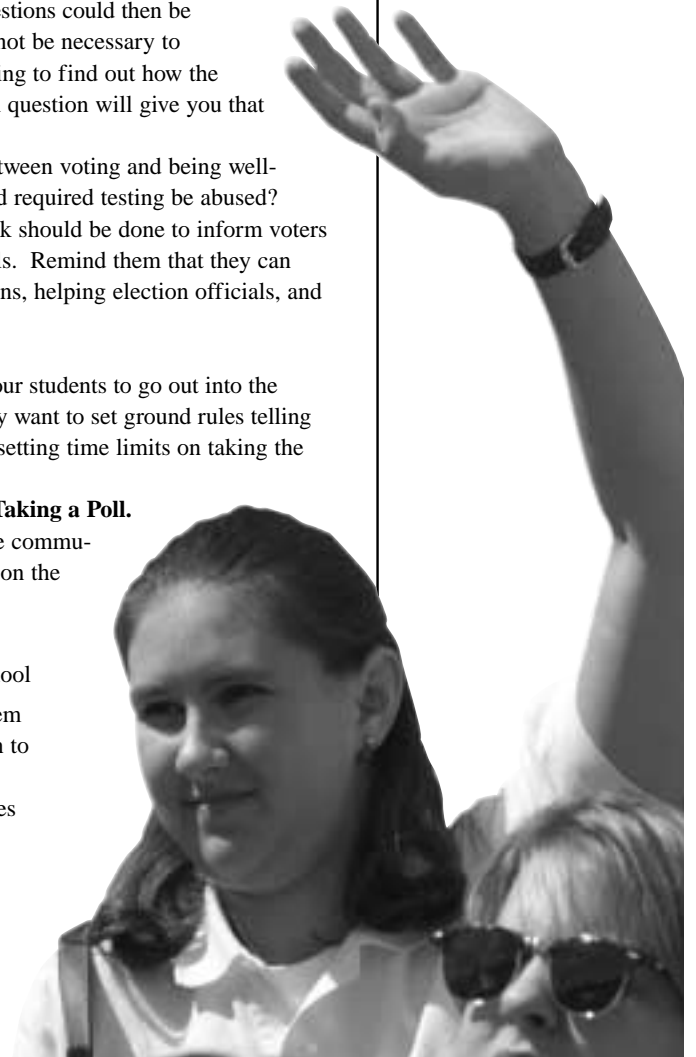 estions could then be
not be necessary to
ing to find out how the
question will give you that
tween voting and being well-
d required testing be abused?
k should be done to inform voters
is.  Remind them that they can
ns, helping election officials, and
our students to go out into the
y want to set ground rules telling
setting time limits on taking the
Taking a Poll.
e commu-
on the
ool
em
n to
es